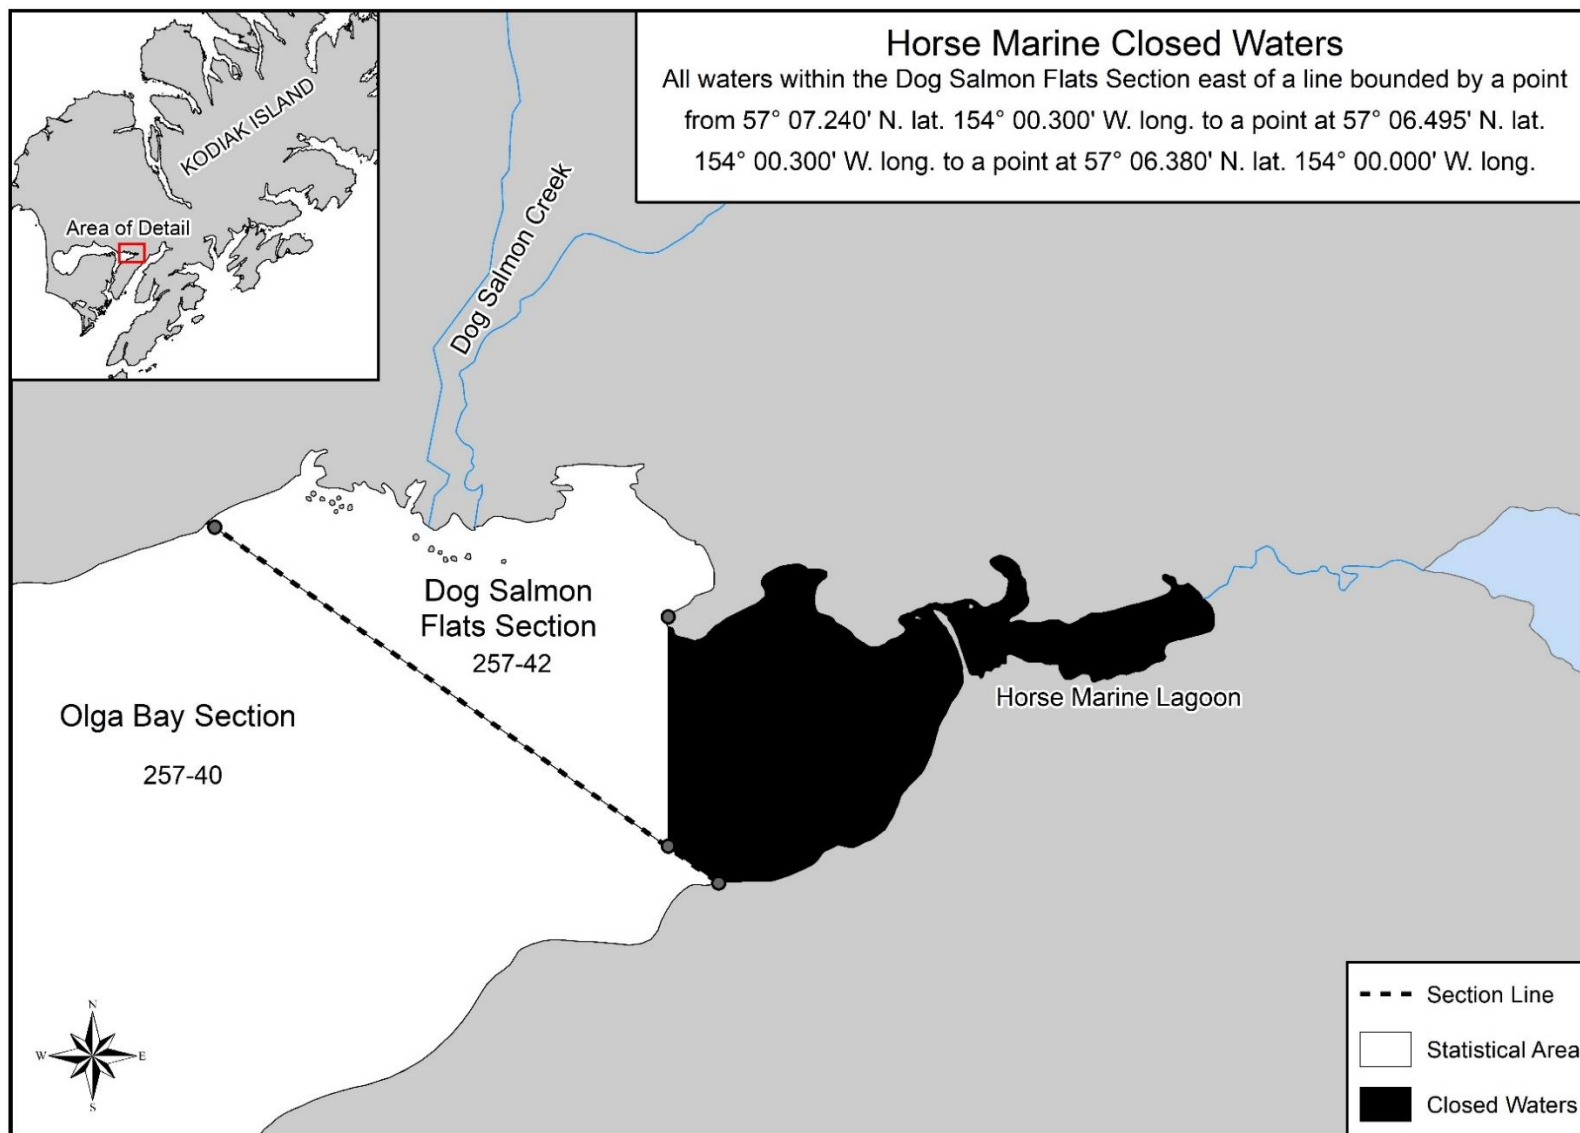 Horse Marine Closed Waters
All waters within the Dog Salmon Flats Section east of a line bounded by a point
from 57° 07.240' N. lat. 154° 00.300' W. long. to a point at 57° 06.495' N. lat.
154° 00.300' W. long. to a point at 57° 06.380' N. lat. 154° 00.000' W. long.
KODIAK ISLAND
Area of Detail
Dog Salmon Creek
Dog Salmon
Flats Section
257-42
Olga Bay Section
257-40
Horse Marine Lagoon
N
W
E
S
Section Line
Statistical Area
Closed Waters